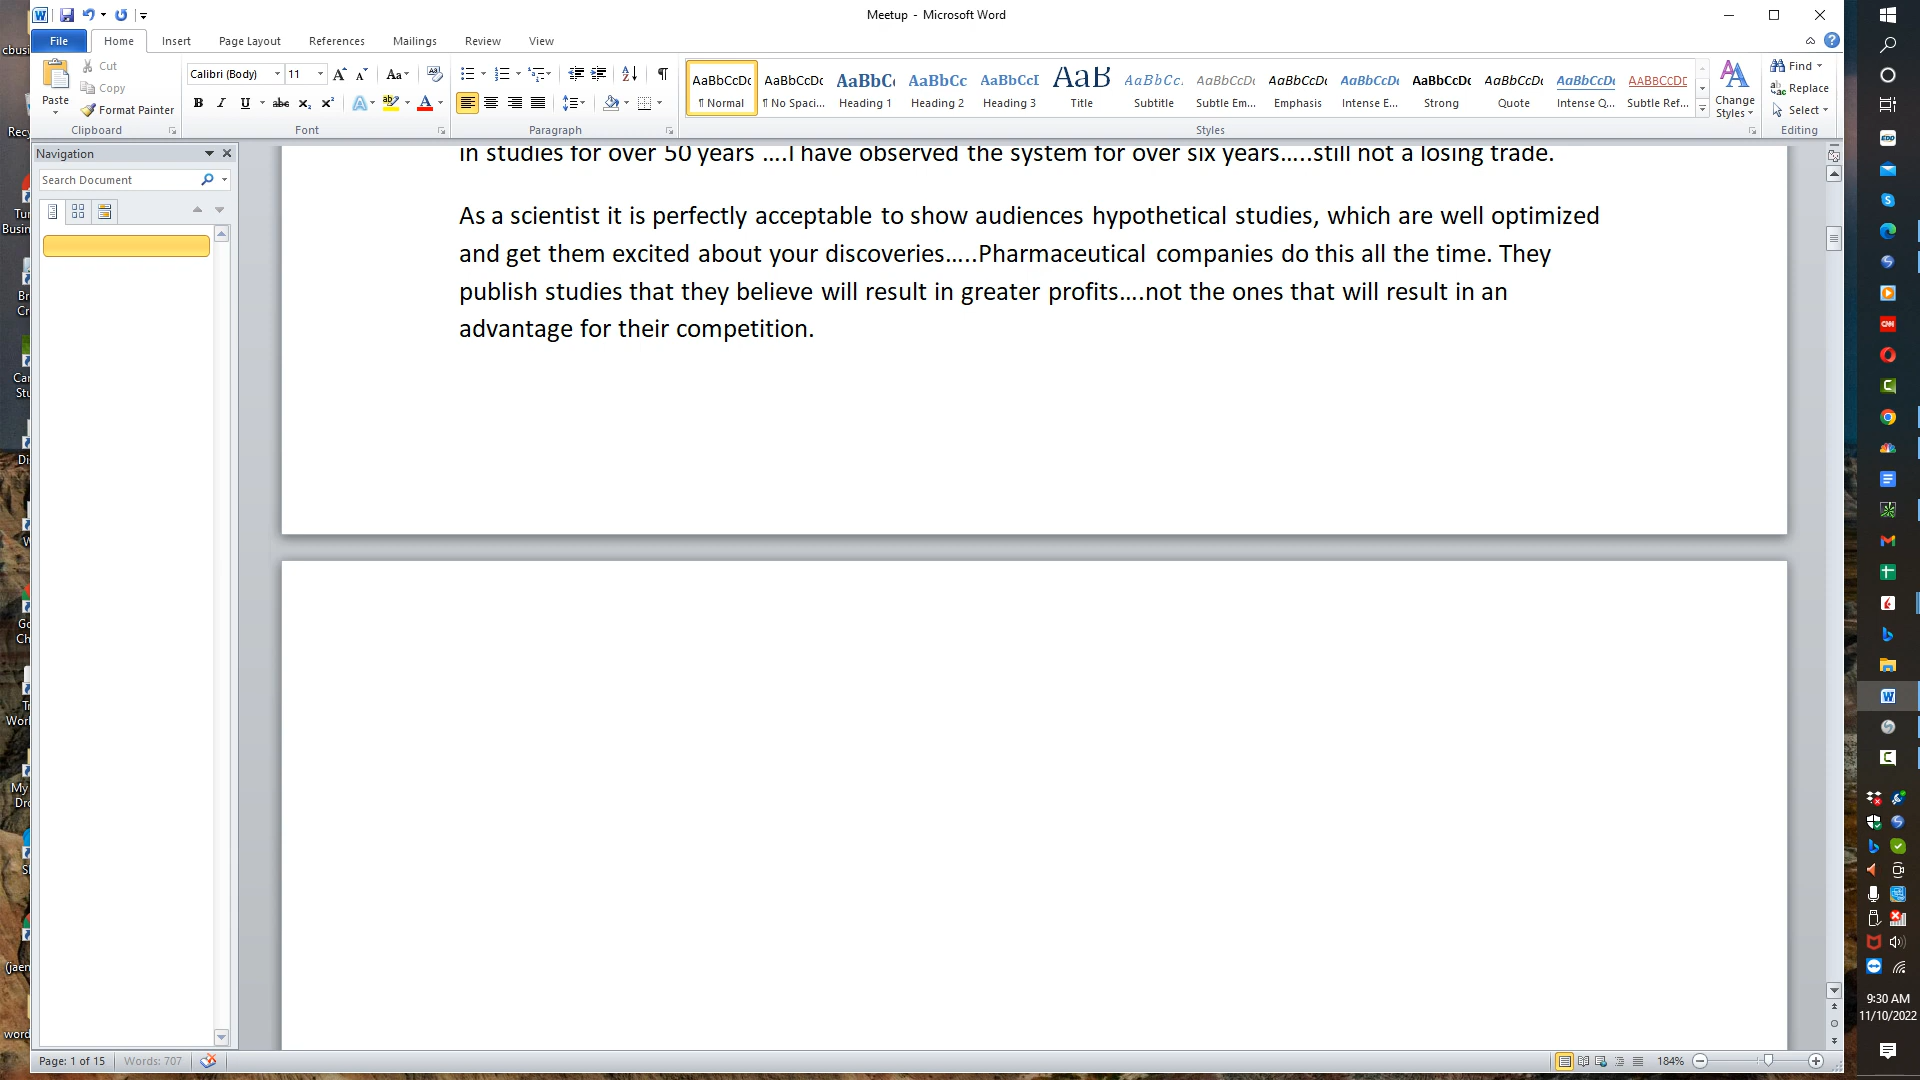 Meetup - Microsoft Word
File Home Insert Page Layout References Mailings Review View
Paste
Cut
Copy
Format Painter
Clipboard
Calibri (Body) 11
Font
Paragraph
AaBbCcDc AaBbCcDc AaBbC AaBbCc AaBbCcI AaB AaBbCc. AaBbCcDc AaBbCcDc AaBbCcDc AaBbCcDc AaBbCcDc AaBbCcDc AABBCCDD
¶ Normal ¶ No Spaci... Heading 1 Heading 2 Heading 3 Title Subtitle Subtle Em... Emphasis Intense E... Strong Quote Intense Q... Subtle Ref...
Change
Styles
Styles
Find
Replace
Select
Editing
Navigation
Search Document
in studies for over 50 years ....I have observed the system for over six years.....still not a losing trade.
As a scientist it is perfectly acceptable to show audiences hypothetical studies, which are well optimized
and get them excited about your discoveries.....Pharmaceutical companies do this all the time. They
publish studies that they believe will result in greater profits....not the ones that will result in an
advantage for their competition.
Page: 1 of 15 Words: 707
184%
9:30 AM
11/10/2022